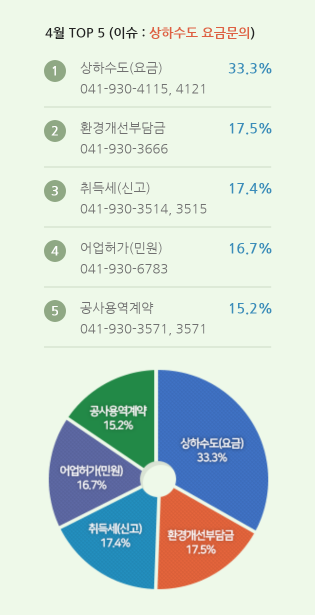 4월 TOP 5 (이슈 : 상하수도 요금문의)
1 상하수도(요금) 33.3%
041-930-4115, 4121
2 환경개선부담금 17.5%
041-930-3666
3 취득세(신고) 17.4%
041-930-3514, 3515
4 어업허가(민원) 16.7%
041-930-6783
5 공사용역계약 15.2%
041-930-3571, 3571
공사용역계약
15.2%
상하수도(요금)
33.3%
어업허가(민원)
16.7%
취득세(신고)
17.4%
환경개선부담금
17.5%